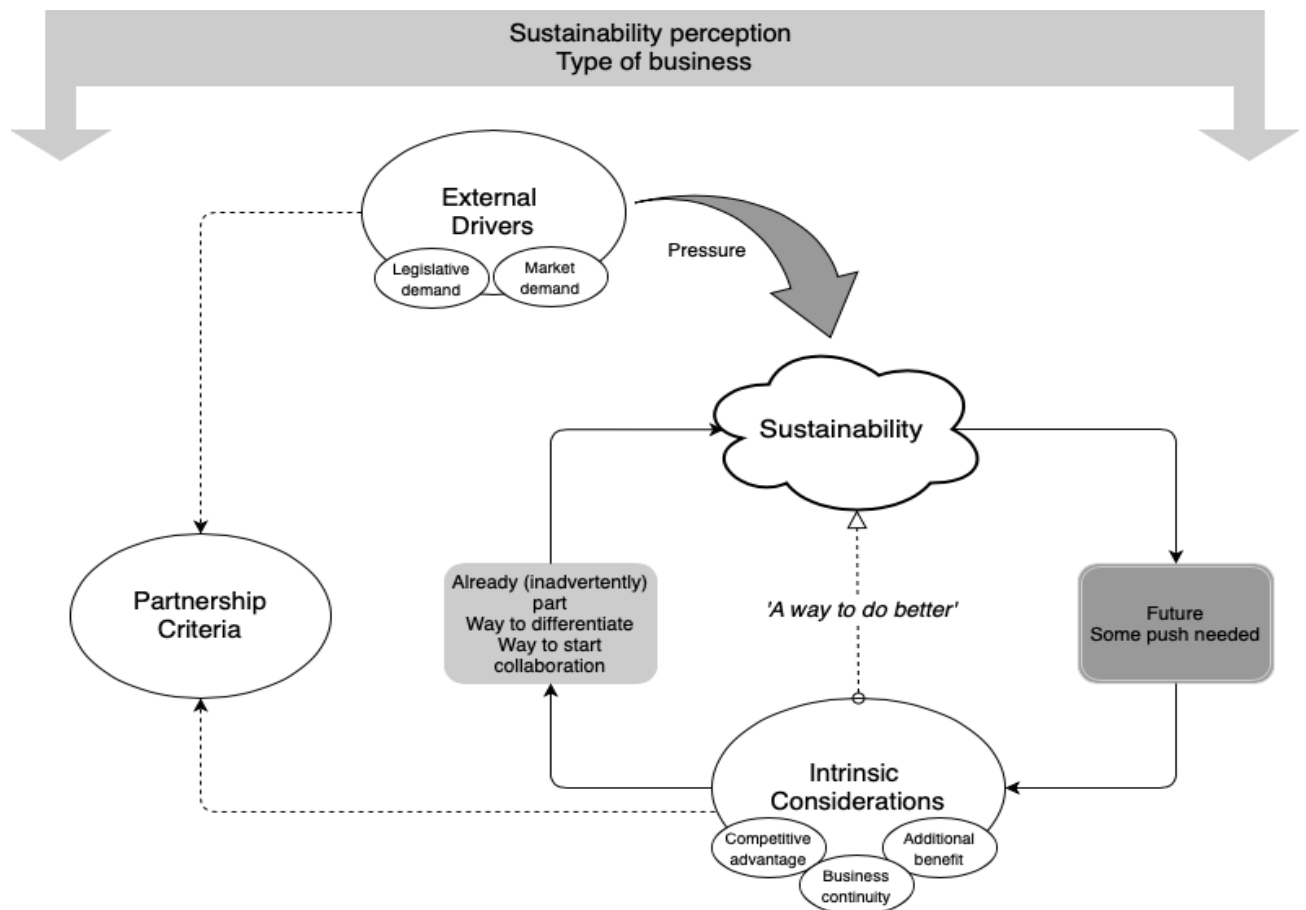 Sustainability perception
Type of business
External
Drivers
Legislative
demand
Market
demand
Pressure
Sustainability
Partnership
Criteria
Already (inadvertently)
part
Way to differentiate
Way to start
collaboration
'A way to do better'
Future
Some push needed
Intrinsic
Considerations
Competitive
advantage
Business
continuity
Additional
benefit